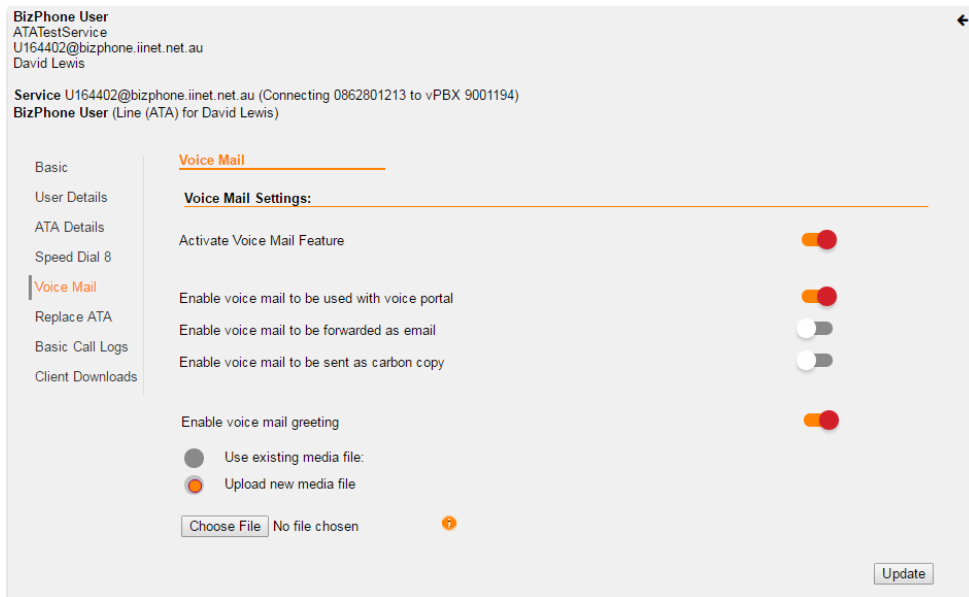 BizPhone User
ATATestService
U164402@bizphone.iinet.net.au
David Lewis
Service U164402@bizphone.iinet.net.au (Connecting 0862801213 to vPBX 9001194)
BizPhone User (Line (ATA) for David Lewis)
Basic
User Details
ATA Details
Speed Dial 8
Voice Mail
Replace ATA
Basic Call Logs
Client Downloads
Voice Mail
Voice Mail Settings:
Activate Voice Mail Feature
Enable voice mail to be used with voice portal
Enable voice mail to be forwarded as email
Enable voice mail to be sent as carbon copy
Enable voice mail greeting
Use existing media file:
Upload new media file
Choose File No file chosen
Update